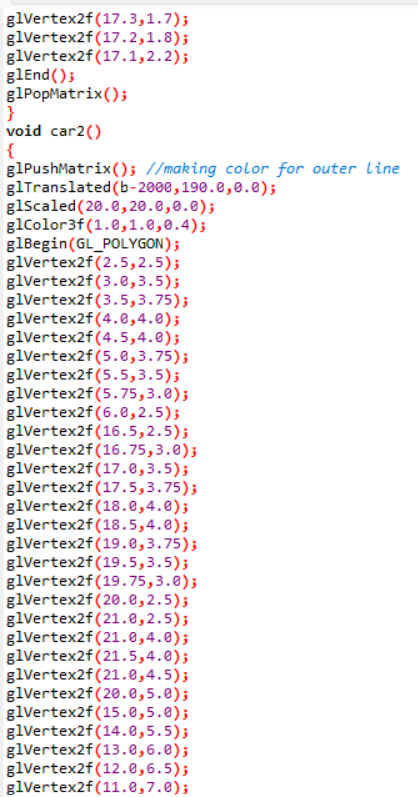 glVertex2f(17.3,1.7);
glVertex2f(17.2,1.8);
glVertex2f(17.1,2.2);
glEnd();
glPopMatrix();
}
void car2()
{
glPushMatrix(); //making color for outer line
glTranslated(b-2000,190.0,0.0);
glScaled(20.0,20.0,0.0);
glColor3f(1.0,1.0,0.4);
glBegin(GL_POLYGON);
glVertex2f(2.5,2.5);
glVertex2f(3.0,3.5);
glVertex2f(3.5,3.75);
glVertex2f(4.0,4.0);
glVertex2f(4.5,4.0);
glVertex2f(5.0,3.75);
glVertex2f(5.5,3.5);
glVertex2f(5.75,3.0);
glVertex2f(6.0,2.5);
glVertex2f(16.5,2.5);
glVertex2f(16.75,3.0);
glVertex2f(17.0,3.5);
glVertex2f(17.5,3.75);
glVertex2f(18.0,4.0);
glVertex2f(18.5,4.0);
glVertex2f(19.0,3.75);
glVertex2f(19.5,3.5);
glVertex2f(19.75,3.0);
glVertex2f(20.0,2.5);
glVertex2f(21.0,2.5);
glVertex2f(21.0,4.0);
glVertex2f(21.5,4.0);
glVertex2f(21.0,4.5);
glVertex2f(20.0,5.0);
glVertex2f(15.0,5.0);
glVertex2f(14.0,5.5);
glVertex2f(13.0,6.0);
glVertex2f(12.0,6.5);
glVertex2f(11.0,7.0);